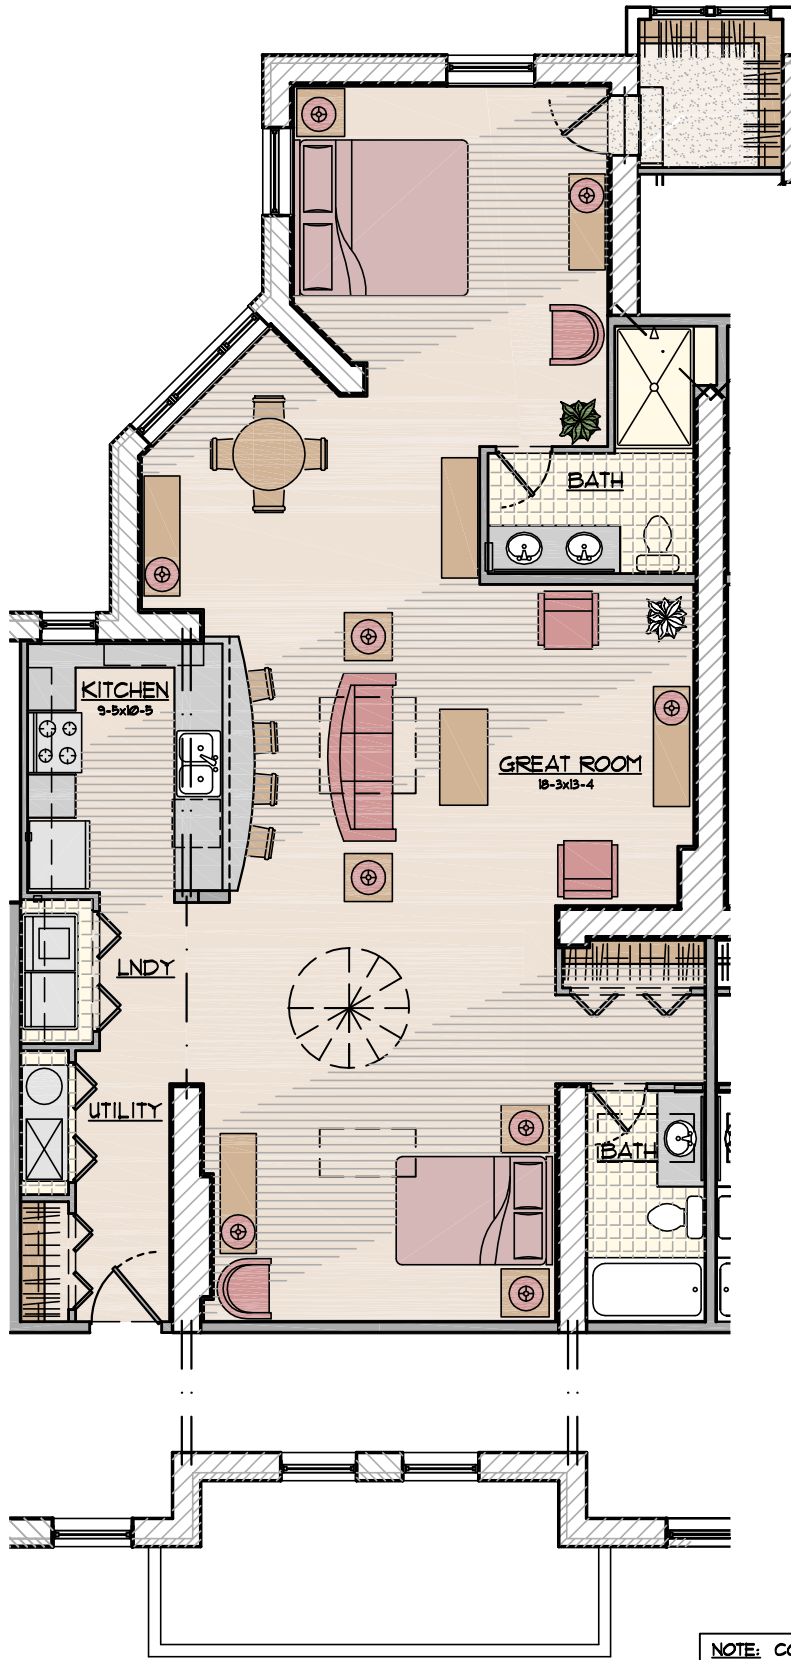 BATH
KITCHEN
9-5x10-5
GREAT ROOM
18-3x13-4
LNDY
UTILITY
BATH
NOTE: